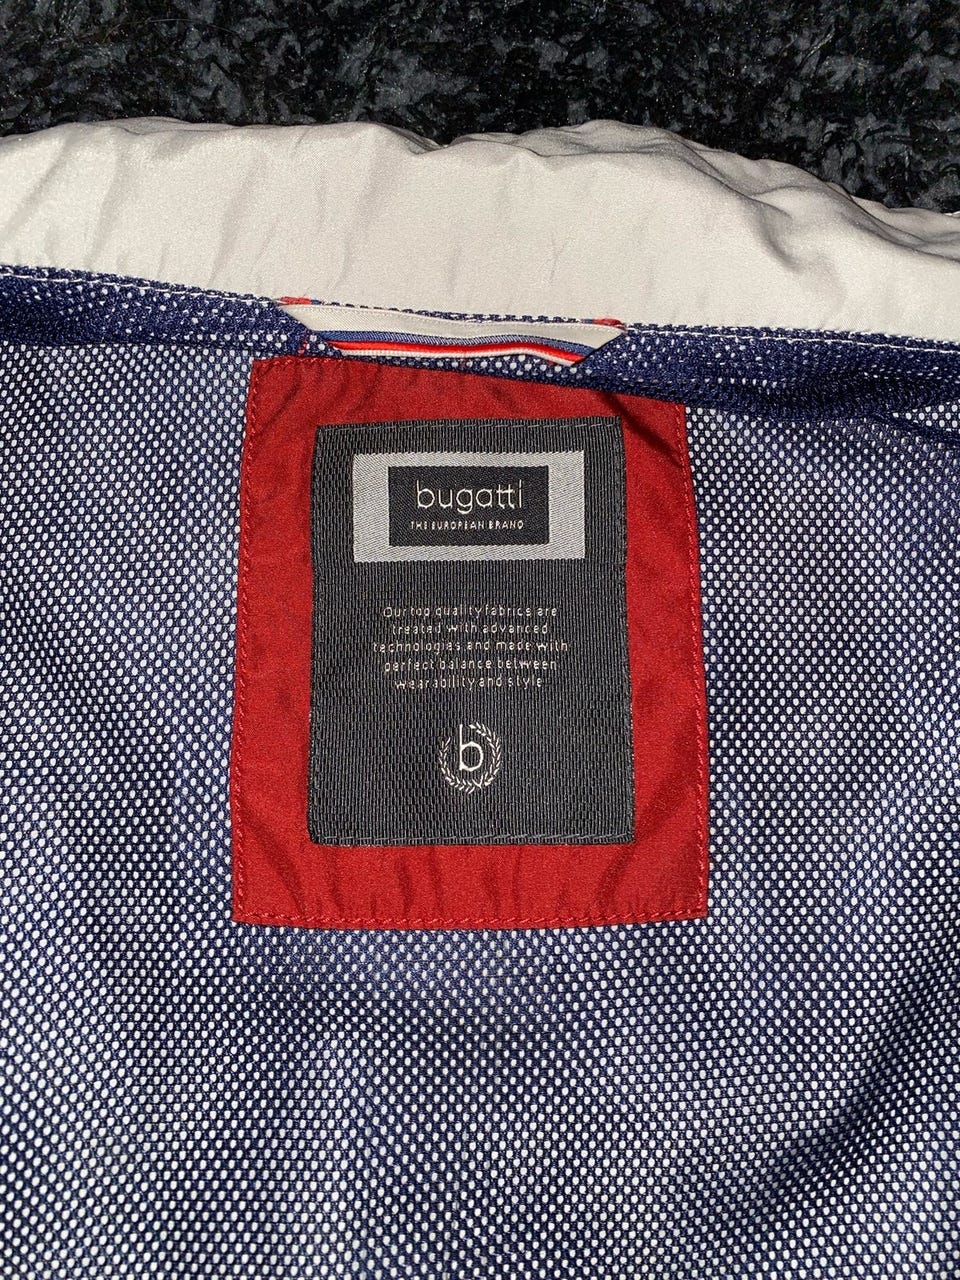 bugatti
THE EUROPEAN BRAND
Our top quality fabrics are
treated with advanced
technologies and made with
perfect balance between
wearability and style
b